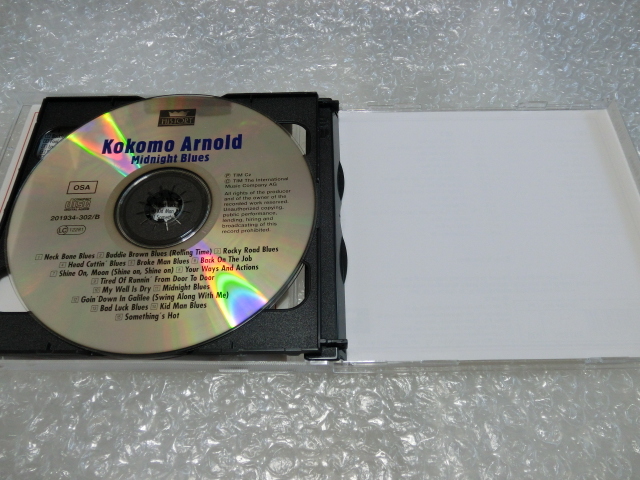 Kokomo Arnold
Midnight Blues
OSA
201934-302/B
LC
℗ TIM Cz
© TIM The International
Music Company AG
All rights of the producer
and of the owner of the
recorded work reserved.
Unauthorized copying,
public performance,
lending, hiring and
broadcasting of
this record prohibited.
Neck Bone Blues Buddie Brown Blues (Relling Time) Rocky Road Blues
Head Cuttin' Blues Broke Man Blues Back On The Job
Shine On, Moon (Shine on, Shine on) Your Ways And Actions
Tired Of Runnin' From Door To Door
My Well Is Dry Midnight Blues
Goin' Down In Galilee (Swing Along With Me)
Bad Luck Blues Kid Man Blues
Something's Hot